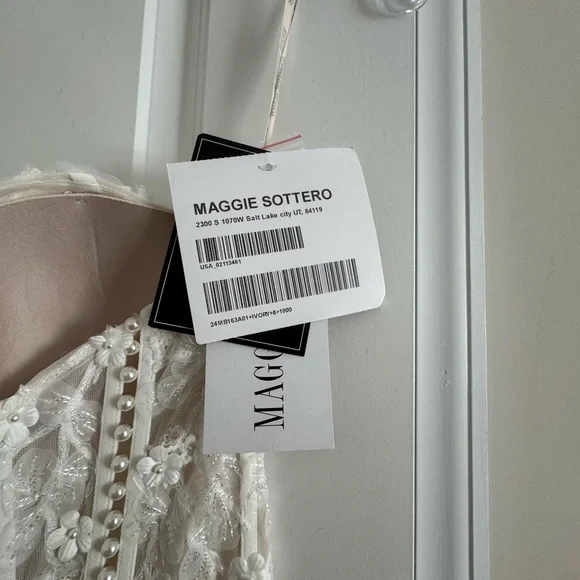 MAGGIE SOTTERO
2300 S 1070W Salt Lake city UT, 84119
USA_02113461
24MB163A01+IVORY+8+1000
MAGG